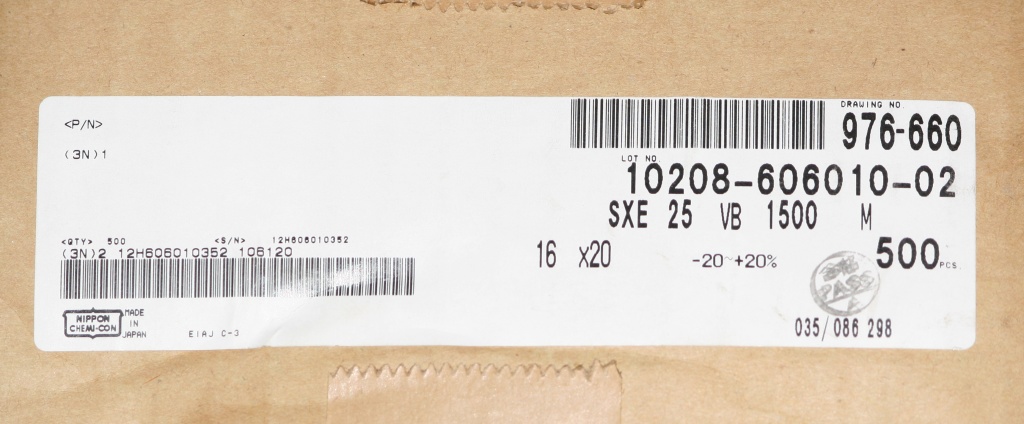 <P/N>
(3N)1
DRAWING NO.
976-660
LOT NO.
10208-606010-02
SXE 25 VB 1500 M
16 x20 -20~+20% 500 PCS.
<QTY> 500 <S/N> 12H606010352
(3N)2 12H606010352 106120
PASS
NIPPON CHEMI-CON
MADE IN JAPAN
EIAJ C-3
035/086 298